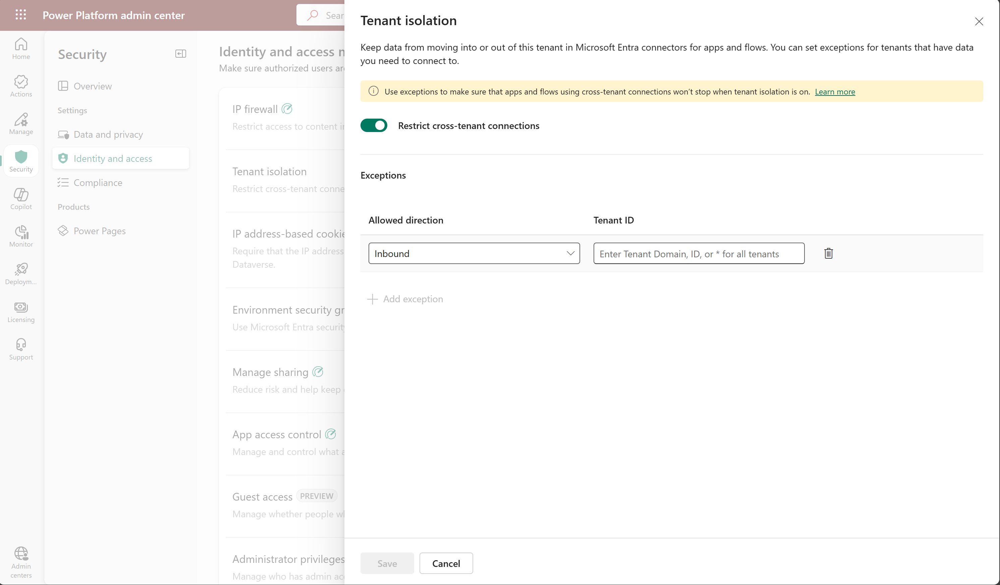 Power Platform admin center
Sear
Home
Actions
Manage
Security
Copilot
Monitor
Deploym...
Licensing
Support
Admin
centers
Security
Overview
Settings
Data and privacy
Identity and access
Compliance
Products
Power Pages
Identity and access m
Make sure authorized users are
IP firewall
Restrict access to content in
Tenant isolation
Restrict cross-tenant conne
IP address-based cookie
Require that the IP address
Dataverse.
Environment security gr
Use Microsoft Entra security
Manage sharing
Reduce risk and help keep
App access control
Manage and control what a
Guest access PREVIEW
Manage whether people wh
Administrator privileges
Manage who has admin acc
Tenant isolation
Keep data from moving into or out of this tenant in Microsoft Entra connectors for apps and flows. You can set exceptions for tenants that have data
you need to connect to.
Use exceptions to make sure that apps and flows using cross-tenant connections won’t stop when tenant isolation is on. Learn more
Restrict cross-tenant connections
Exceptions
Allowed direction Tenant ID
Inbound Enter Tenant Domain, ID, or * for all tenants
Add exception
Save Cancel